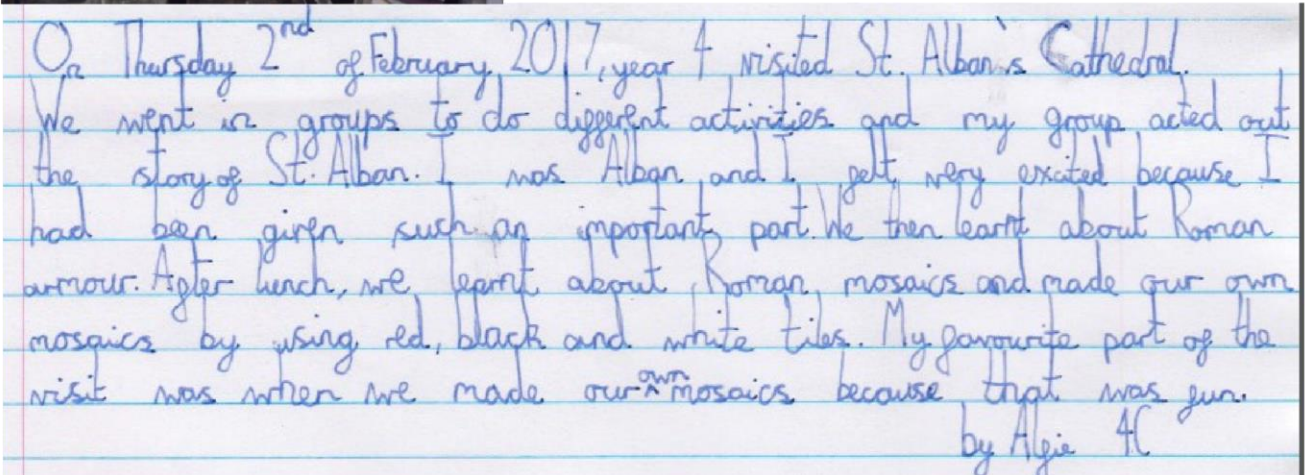 On Thursday 2nd of February 2017, year 4 visited St. Alban's Cathedral.
We went in groups to do different activities and my group acted out
the story of St. Alban. I was Alban and I felt very excited because I
had been given such an important part. We then learnt about Roman
armour. After lunch, we learnt about Roman mosaics and made our own
mosaics by using red, black and white tiles. My favourite part of the
visit was when we made our own mosaics because that was fun.
by Algie 4C